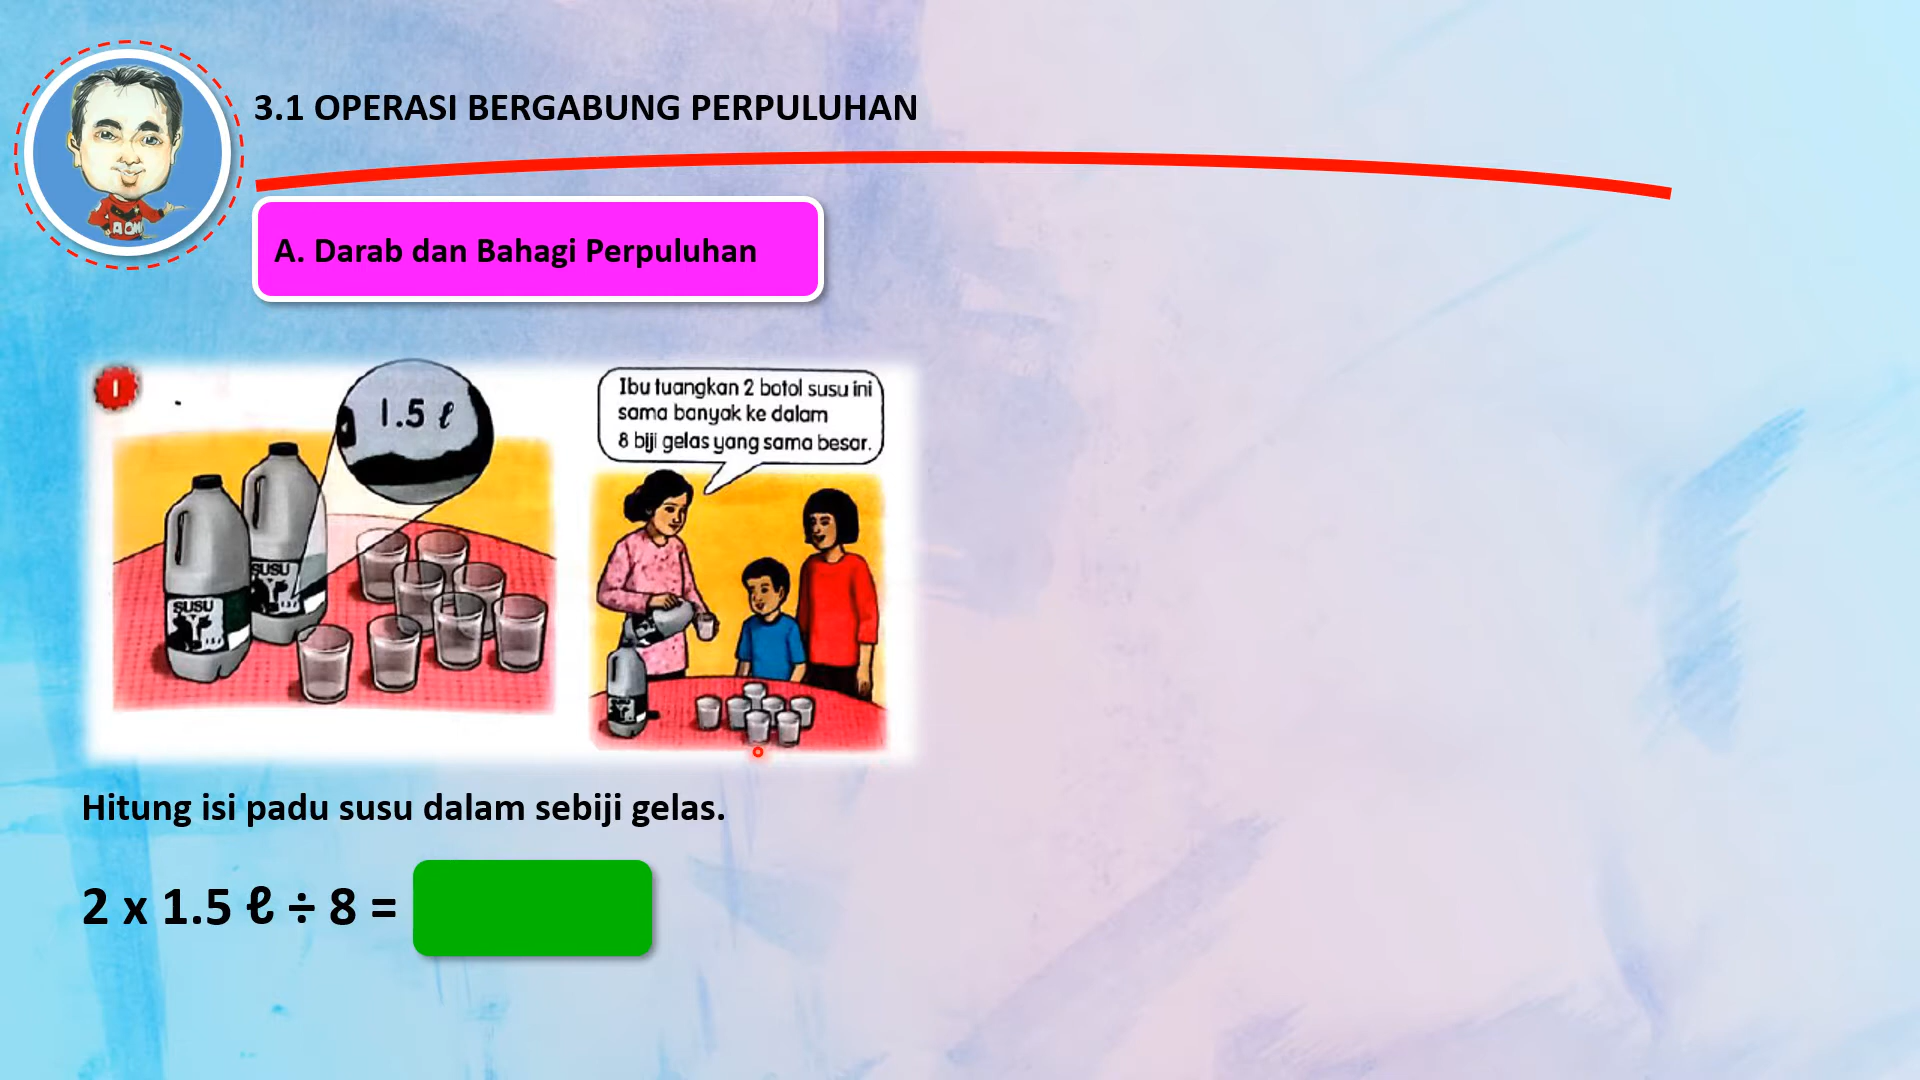 3.1 OPERASI BERGABUNG PERPULUHAN
A. Darab dan Bahagi Perpuluhan
1
1.5 ℓ
Ibu tuangkan 2 botol susu ini
sama banyak ke dalam
8 biji gelas yang sama besar.
SUSU
SUSU
Hitung isi padu susu dalam sebiji gelas.
2 x 1.5 ℓ ÷ 8 =